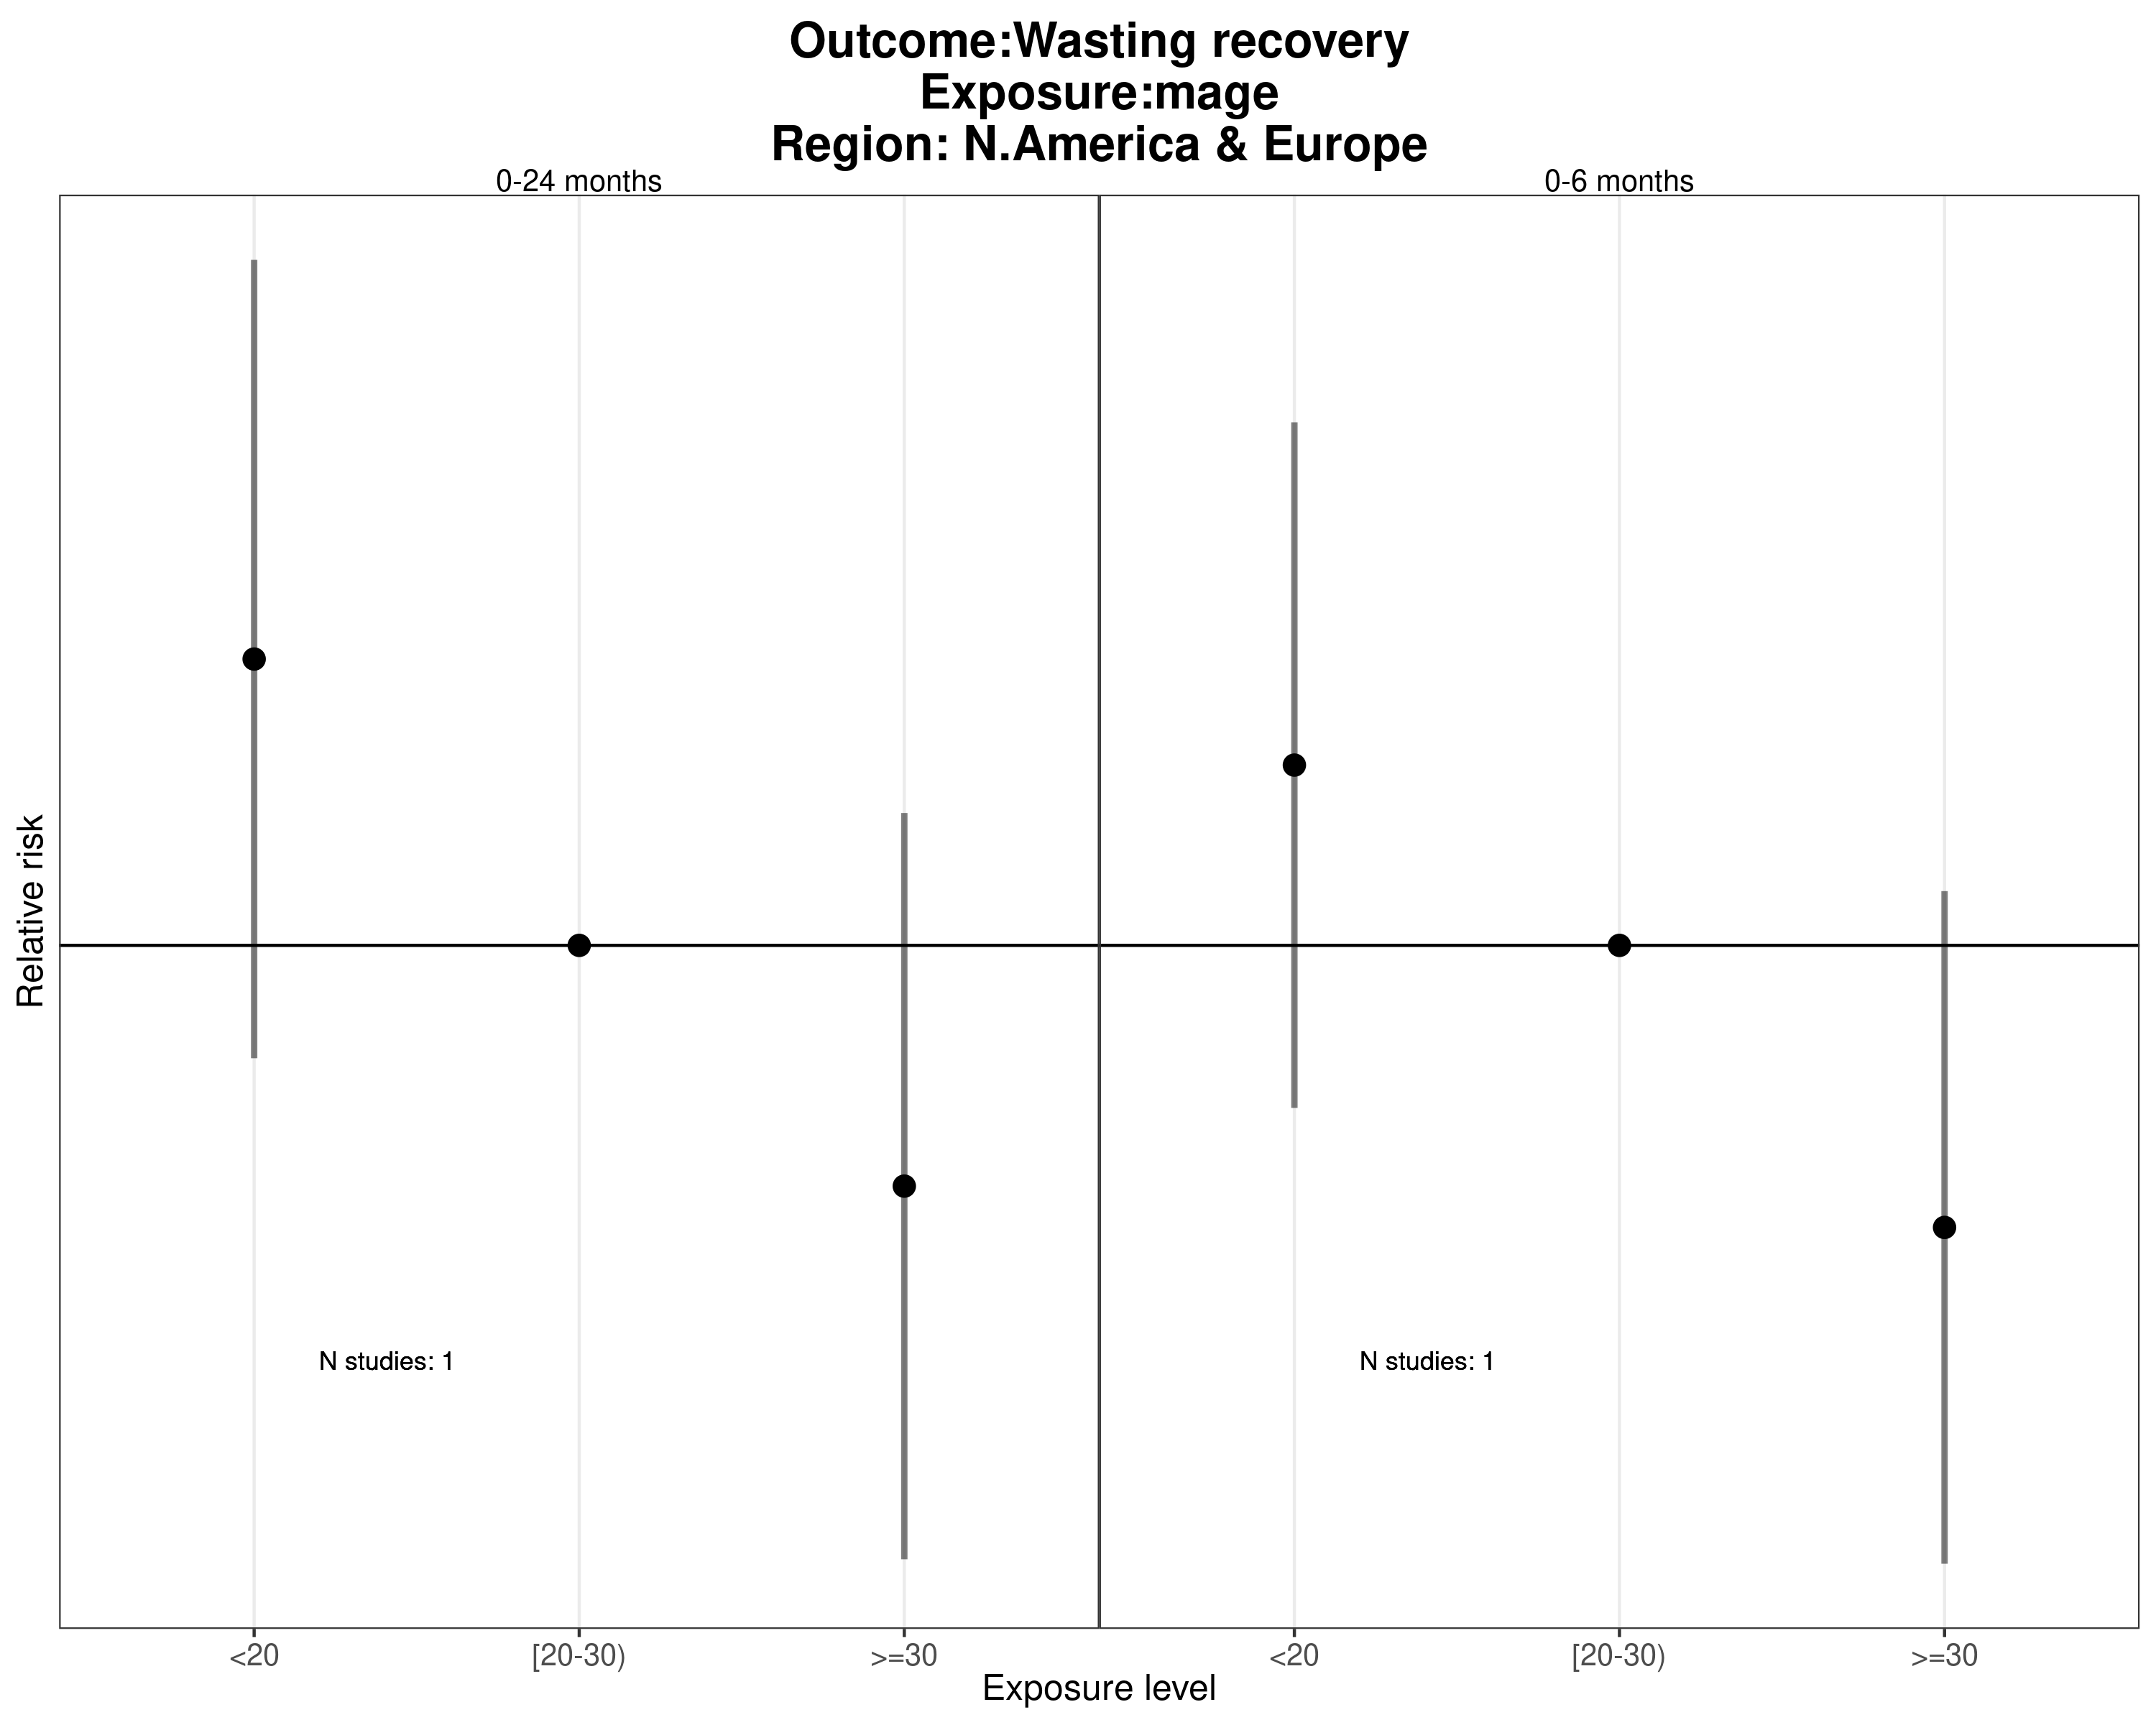 Outcome:Wasting recovery
Exposure:mage
Region: N.America & Europe
0-24 months
0-6 months
Relative risk
N studies: 1
N studies: 1
<20
[20-30)
>=30
<20
[20-30)
>=30
Exposure level